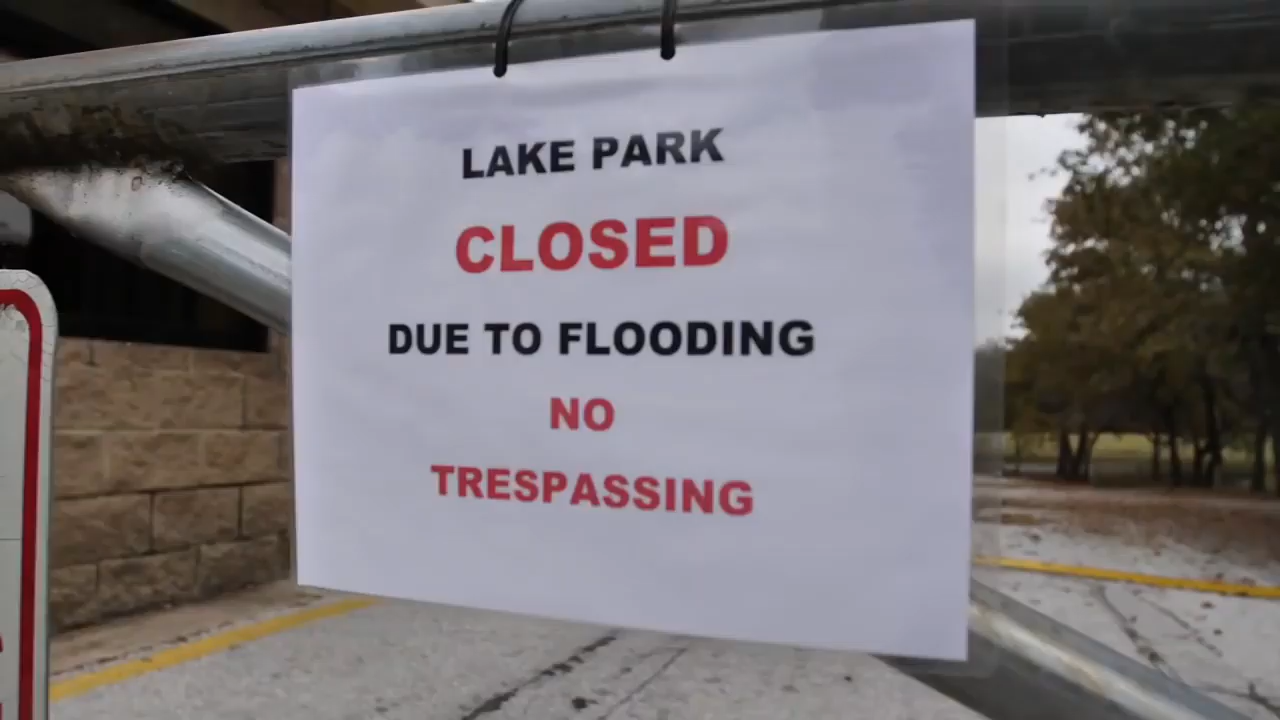 LAKE PARK
CLOSED
DUE TO FLOODING
NO
TRESPASSING